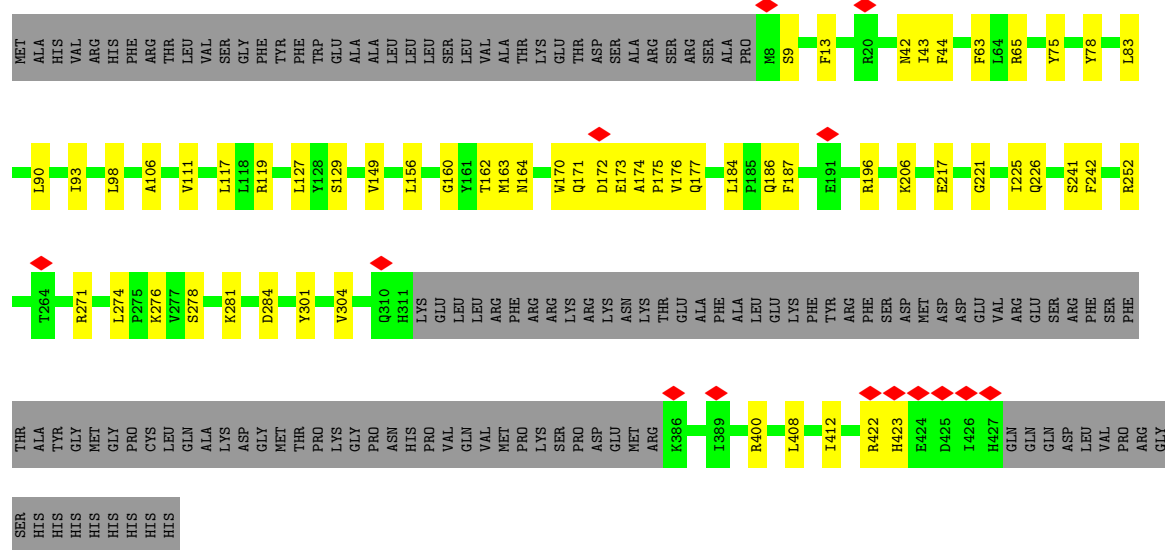 MET ALA HIS VAL ARG HIS PHE ARG THR LEU VAL SER GLY PHE TYR PHE TRP GLU ALA ALA LEU LEU LEU SER LEU VAL ALA THR LYS GLU THR ASP SER ALA ARG SER ARG SER ALA PRO M8 S9 F13 R20 N42 I43 F44 F63 L64 R65 Y75 Y78 L83
L90 I93 L98 A106 V111 L117 L118 R119 L127 Y128 S129 V149 L156 G160 Y161 T162 M163 N164 W170 Q171 D172 E173 A174 P175 V176 Q177 L184 P185 Q186 F187 E191 R196 K206 E217 G221 I225 Q226 S241 F242 R252
T264 R271 L274 P275 K276 V277 S278 K281 D284 Y301 V304 Q310 H311 LYS GLU LEU LEU ARG PHE ARG ARG LYS ARG LYS ASN LYS THR GLU ALA PHE ALA LEU GLU LYS PHE TYR ARG PHE SER ASP MET ASP ASP GLU VAL ARG GLU SER ARG PHE SER PHE
THR ALA TYR GLY MET GLY PRO CYS LEU GLN ALA LYS ASP GLY MET THR PRO LYS GLY PRO ASN HIS PRO VAL GLN VAL MET PRO LYS SER PRO ASP GLU MET ARG K386 I389 R400 L408 I412 R422 H423 E424 D425 I426 H427 GLN GLN GLN ASP LEU VAL PRO ARG GLY
SER HIS HIS HIS HIS HIS HIS HIS HIS